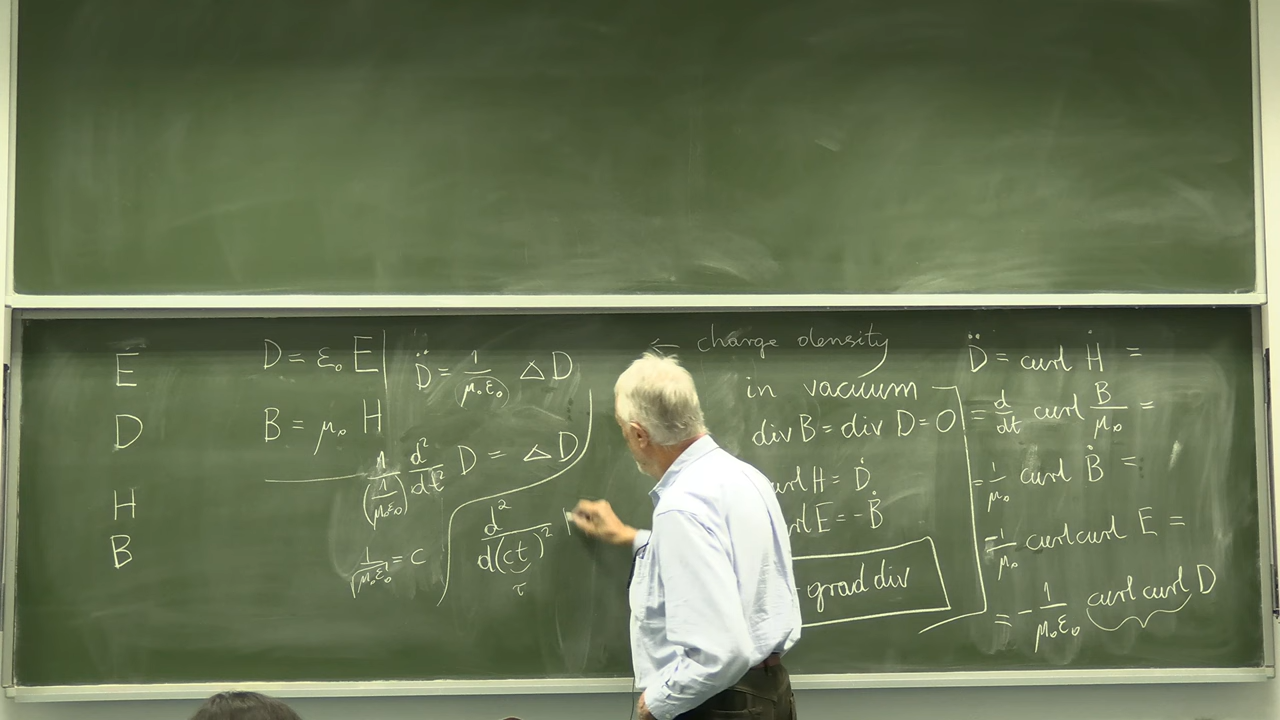 E
D
H
B
D = ε₀ E
B = μ₀ H
D̈ = 1/(μ₀ε₀) △ D
1/(1/(μ₀ε₀)) d²/dt² D = △ D
1/√(μ₀ε₀) = c
d²/d(ct)²
τ
← charge density
in vacuum
div B = div D = 0
url H = Ḋ
rl E = -Ḃ
- grad div
D̈ = curl Ḣ =
= d/dt curl B/μ₀ =
= 1/μ₀ curl Ḃ =
= -1/μ₀ curl curl E =
= - 1/(μ₀ε₀) curl curl D